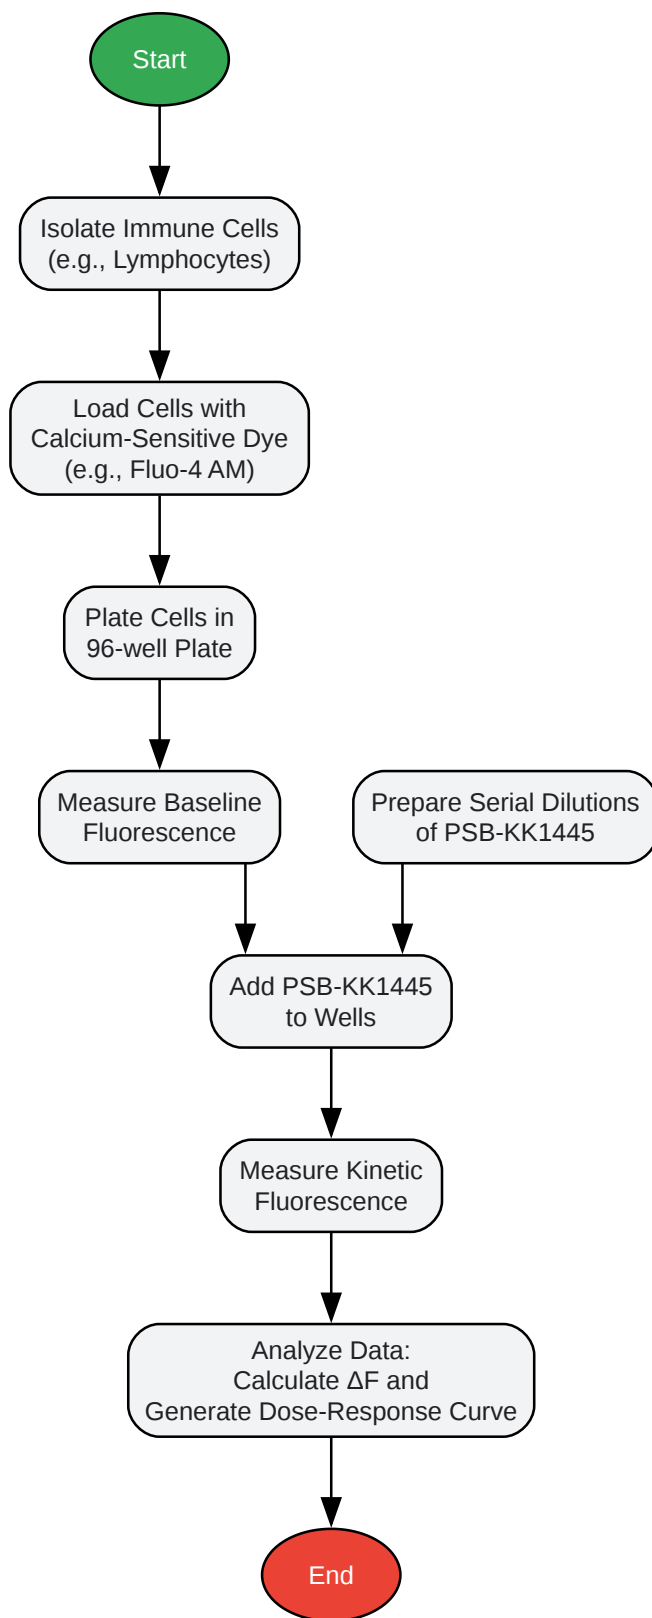 Start
Isolate Immune Cells
(e.g., Lymphocytes)
Load Cells with
Calcium-Sensitive Dye
(e.g., Fluo-4 AM)
Plate Cells in
96-well Plate
Measure Baseline
Fluorescence
Prepare Serial Dilutions
of PSB-KK1445
Add PSB-KK1445
to Wells
Measure Kinetic
Fluorescence
Analyze Data:
Calculate ΔF and
Generate Dose-Response Curve
End